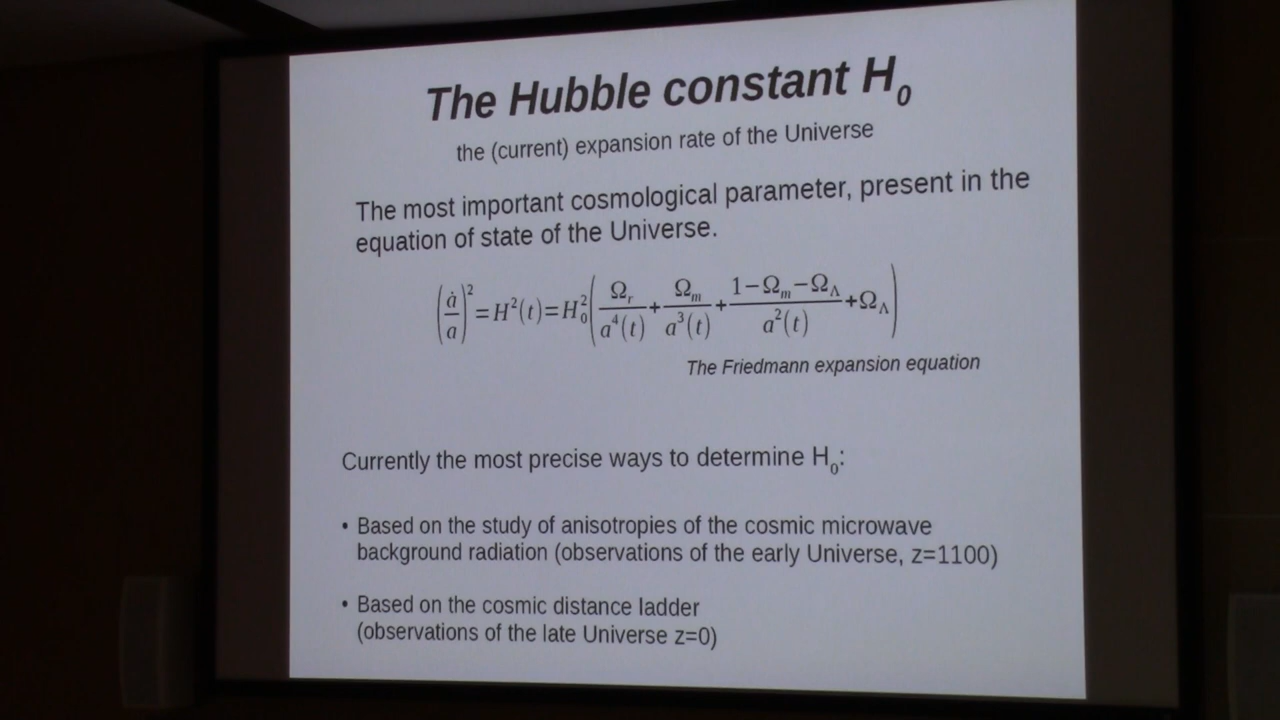 The Hubble constant H₀
the (current) expansion rate of the Universe
The most important cosmological parameter, present in the
equation of state of the Universe.
(ȧ/a)²=H²(t)=H₀²(Ωᵣ/a⁴(t)+Ωₘ/a³(t)+(1−Ωₘ−Ω_Λ)/a²(t)+Ω_Λ)
The Friedmann expansion equation
Currently the most precise ways to determine H₀:
• Based on the study of anisotropies of the cosmic microwave
background radiation (observations of the early Universe, z=1100)
• Based on the cosmic distance ladder
(observations of the late Universe z=0)